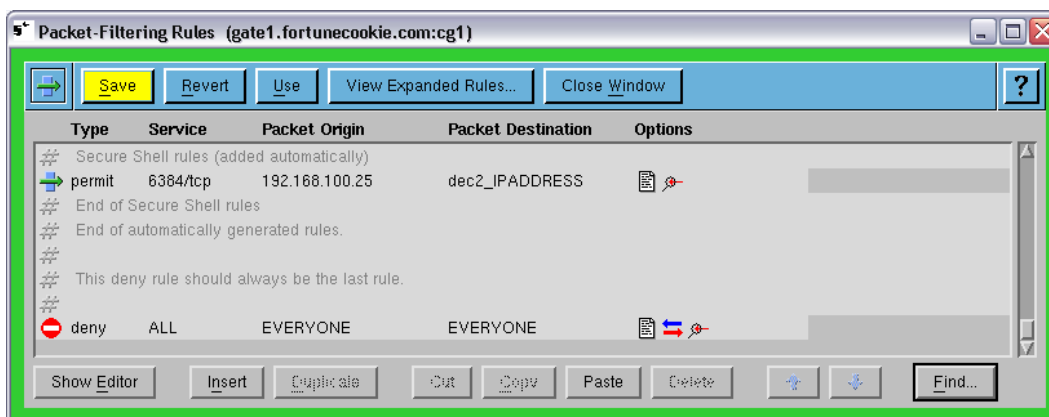 Packet-Filtering Rules (gate1.fortunecookie.com:cg1)
Save Revert Use View Expanded Rules... Close Window ?
Type Service Packet Origin Packet Destination Options
# Secure Shell rules (added automatically)
permit 6384/tcp 192.168.100.25 dec2_IPADDRESS
# End of Secure Shell rules
# End of automatically generated rules.
#
# This deny rule should always be the last rule.
#
deny ALL EVERYONE EVERYONE
Show Editor Insert Duplicate Cut Copy Paste Delete Find...